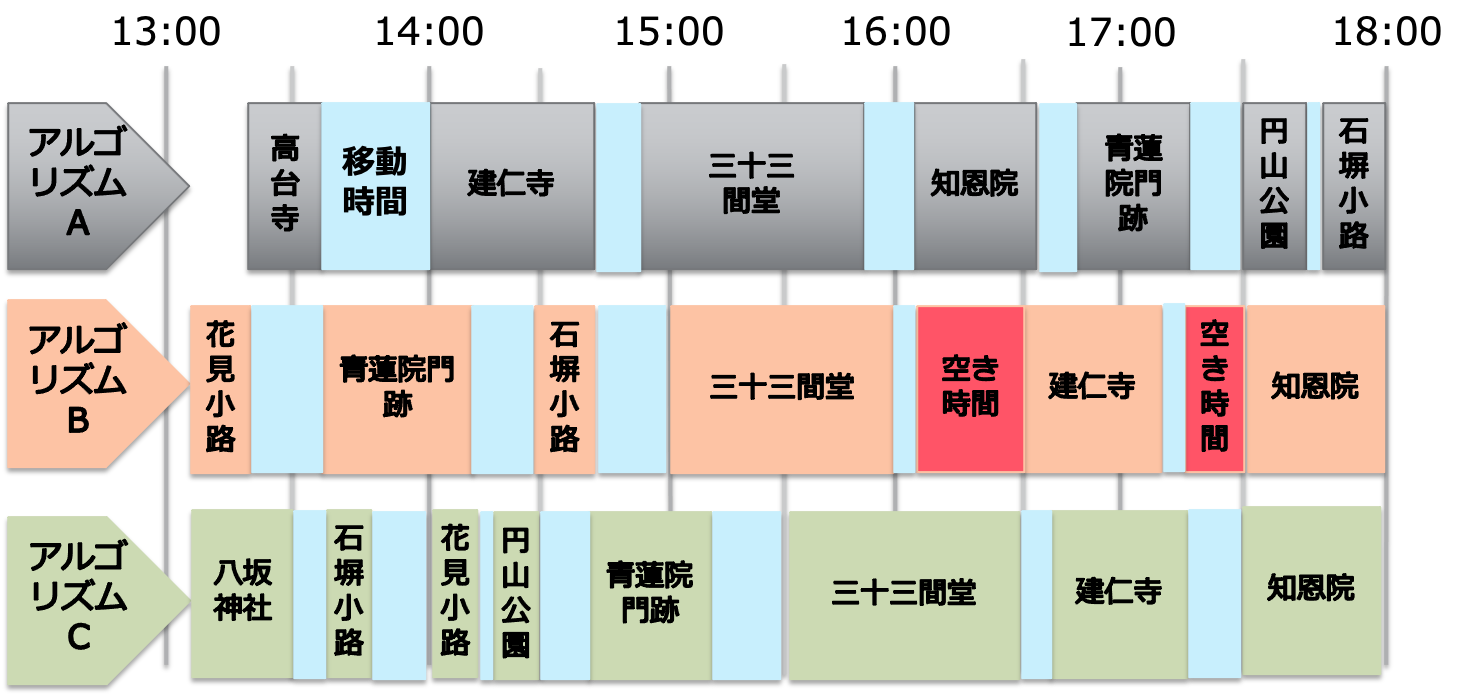 13:00 14:00 15:00 16:00 17:00 18:00
アルゴ
リズム
A
高
台
寺
移動
時間
建仁寺
三十三
間堂
知恩院
青蓮
院門
跡
円
山
公
園
石
塀
小
路
アルゴ
リズム
B
花
見
小
路
青蓮院門
跡
石
塀
小
路
三十三間堂
空き
時間
建仁寺
空
き
時
間
知恩院
アルゴ
リズム
C
八坂
神社
石
塀
小
路
花
見
小
路
円
山
公
園
青蓮院
門跡
三十三間堂
建仁寺
知恩院